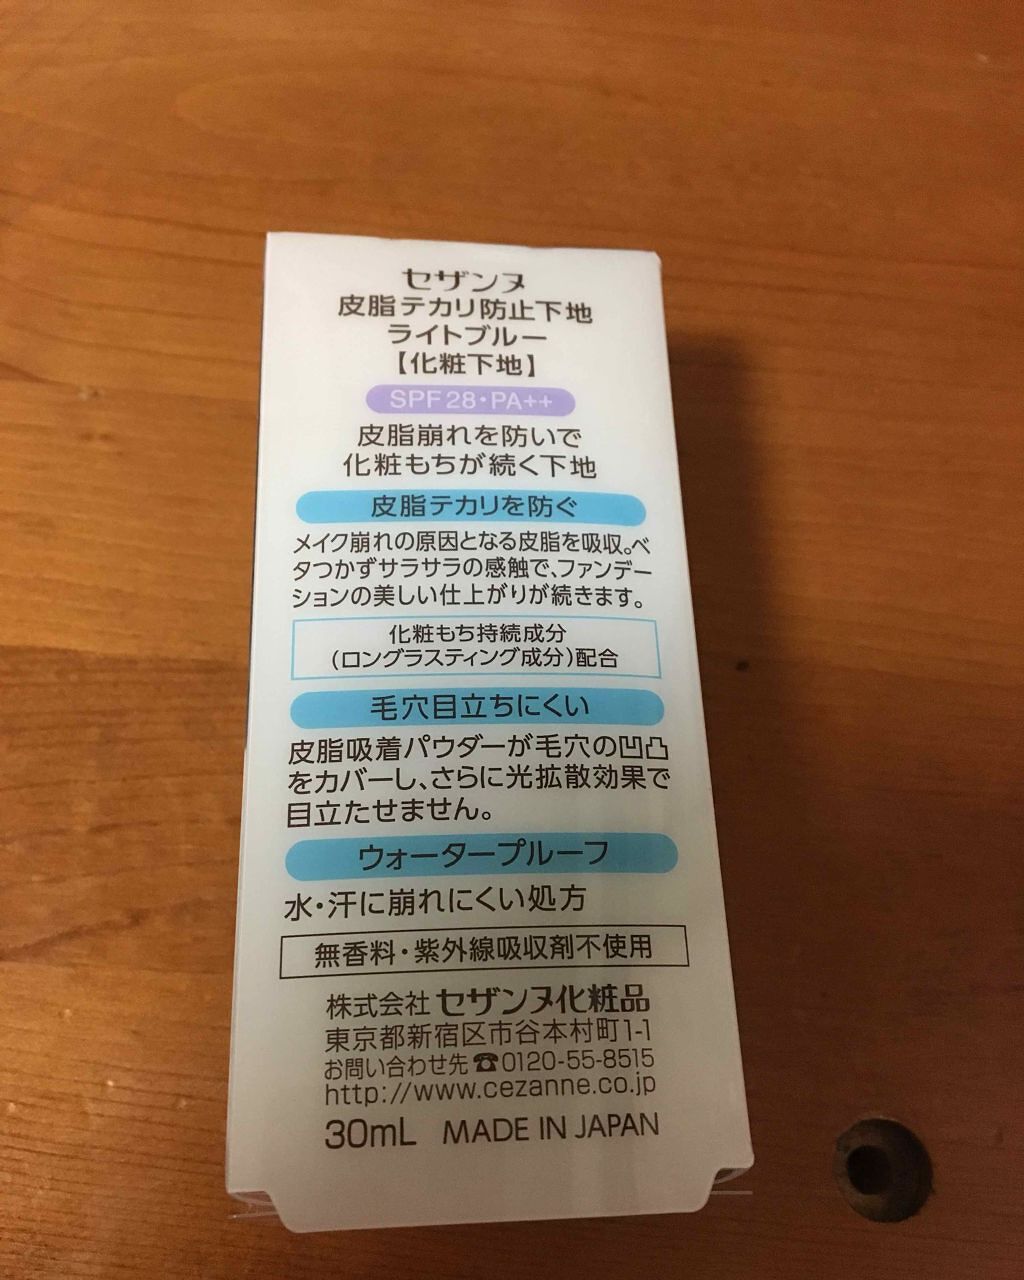 セザンヌ
皮脂テカリ防止下地
ライトブルー
【化粧下地】
SPF28・PA++
皮脂崩れを防いで
化粧もちが続く下地
皮脂テカリを防ぐ
メイク崩れの原因となる皮脂を吸収。ベ
タつかずサラサラの感触で、ファンデー
ションの美しい仕上がりが続きます。
化粧もち持続成分
(ロングラスティング成分)配合
毛穴目立ちにくい
皮脂吸着パウダーが毛穴の凹凸
をカバーし、さらに光拡散効果で
目立たせません。
ウォータープルーフ
水・汗に崩れにくい処方
無香料・紫外線吸収剤不使用
株式会社 セザンヌ化粧品
東京都新宿区市谷本村町1-1
お問い合わせ先☎0120-55-8515
http://www.cezanne.co.jp
30mL MADE IN JAPAN